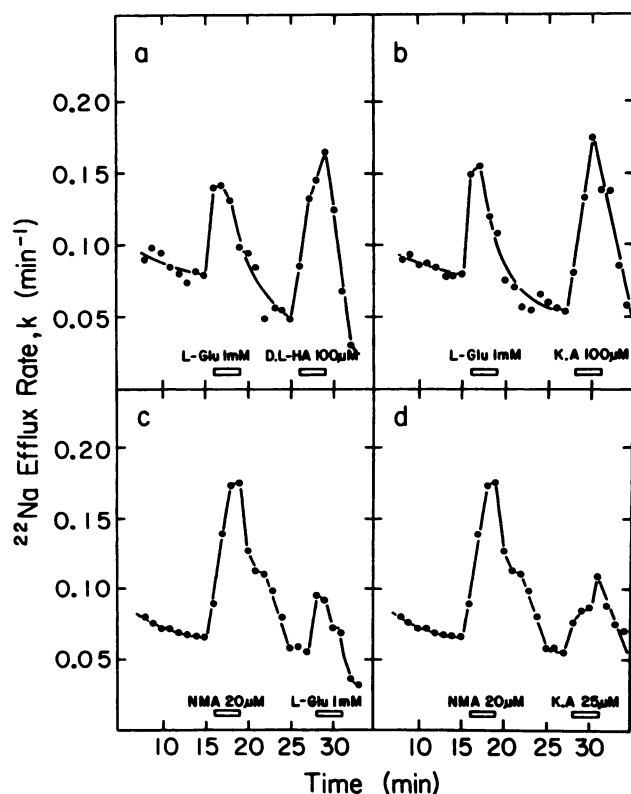 ²²Na Efflux Rate, k (min⁻¹)
a
b
0.20
0.15
0.10
0.05
L-Glu 1mM
D.L-HA 100μM
L-Glu 1mM
K.A 100μM
c
d
0.20
0.15
0.10
0.05
NMA 20μM
L-Glu 1mM
NMA 20μM
K.A 25μM
10 15 20 25 30
10 15 20 25 30
Time (min)